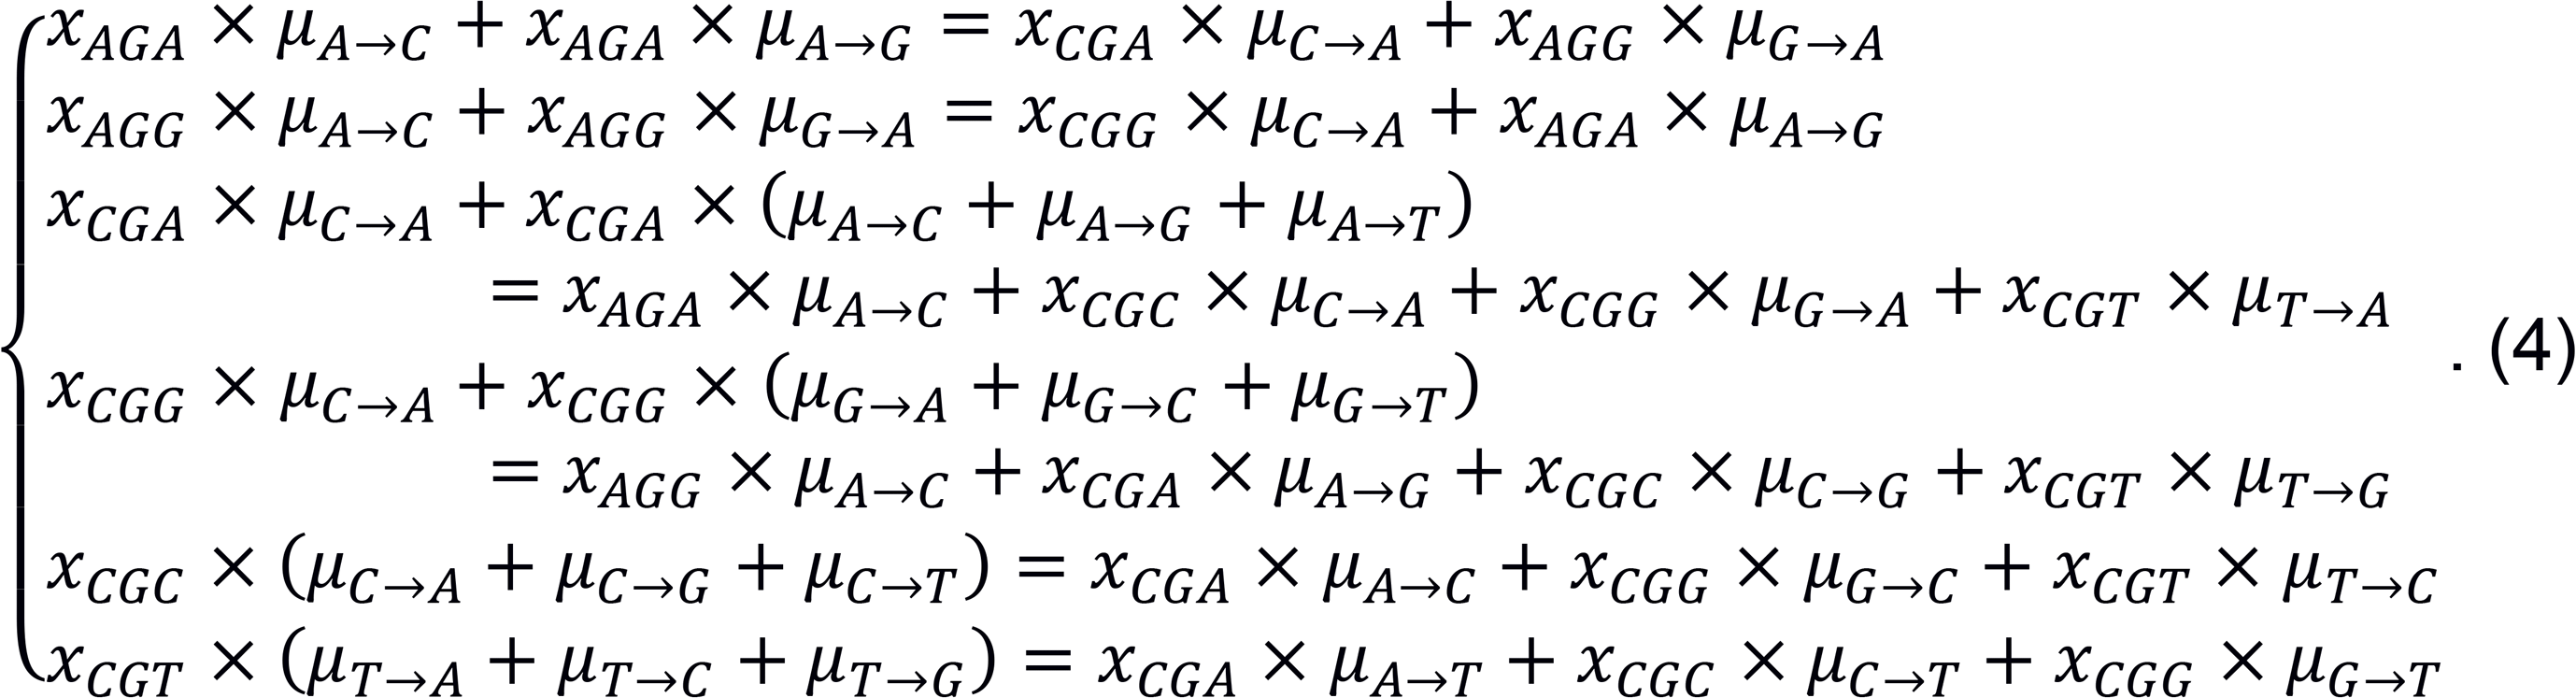 x_{AGA} × μ_{A→C} + x_{AGA} × μ_{A→G} = x_{CGA} × μ_{C→A} + x_{AGG} × μ_{G→A}
x_{AGG} × μ_{A→C} + x_{AGG} × μ_{G→A} = x_{CGG} × μ_{C→A} + x_{AGA} × μ_{A→G}
x_{CGA} × μ_{C→A} + x_{CGA} × (μ_{A→C} + μ_{A→G} + μ_{A→T})
= x_{AGA} × μ_{A→C} + x_{CGC} × μ_{C→A} + x_{CGG} × μ_{G→A} + x_{CGT} × μ_{T→A}
x_{CGG} × μ_{C→A} + x_{CGG} × (μ_{G→A} + μ_{G→C} + μ_{G→T})
= x_{AGG} × μ_{A→C} + x_{CGA} × μ_{A→G} + x_{CGC} × μ_{C→G} + x_{CGT} × μ_{T→G}
x_{CGC} × (μ_{C→A} + μ_{C→G} + μ_{C→T}) = x_{CGA} × μ_{A→C} + x_{CGG} × μ_{G→C} + x_{CGT} × μ_{T→C}
x_{CGT} × (μ_{T→A} + μ_{T→C} + μ_{T→G}) = x_{CGA} × μ_{A→T} + x_{CGC} × μ_{C→T} + x_{CGG} × μ_{G→T}
. (4)